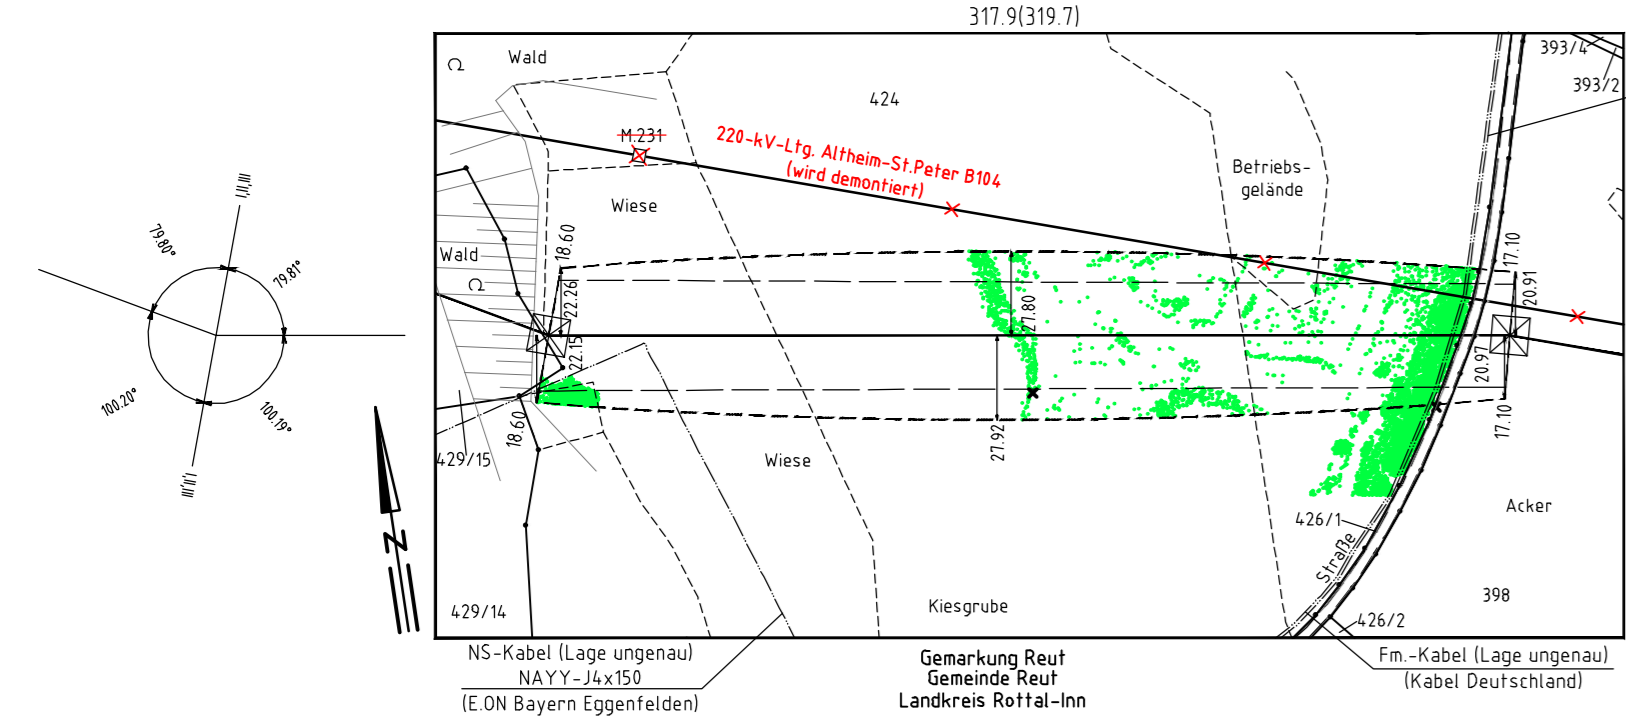 317.9(319.7)
Wald
393/4
393/2
424
M.231
220-kV-Ltg. Altheim-St.Peter B104
(wird demontiert)
Betriebs-
gelände
Wiese
III,II,I
79.80°
79.81°
100.20°
100.19°
I,II,III
N
Wald
18.60
22.26
22.15
18.60
27.80
27.92
17.10
20.91
20.97
17.10
429/15
Wiese
Acker
426/1
Straße
429/14
Kiesgrube
398
426/2
NS-Kabel (Lage ungenau)
NAYY-J4x150
(E.ON Bayern Eggenfelden)
Gemarkung Reut
Gemeinde Reut
Landkreis Rottal-Inn
Fm.-Kabel (Lage ungenau)
(Kabel Deutschland)